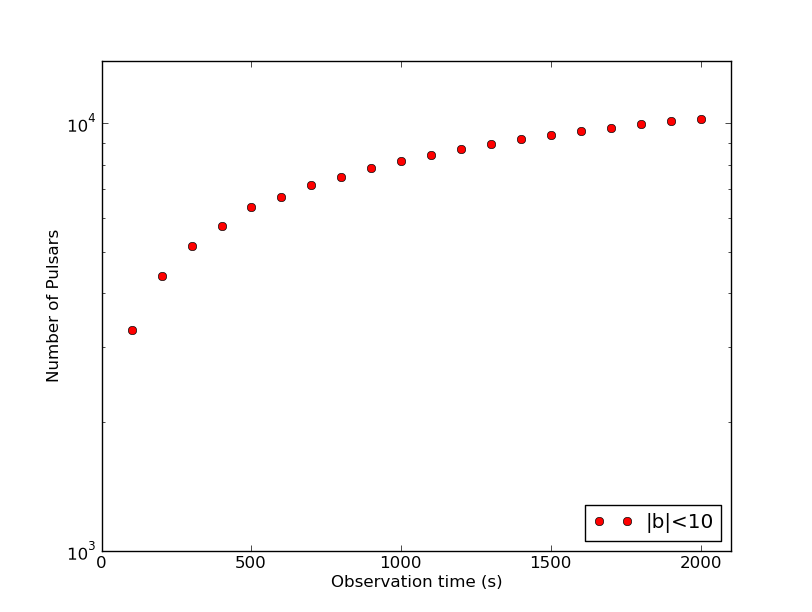 10^4
10^3
Number of Pulsars
|b|<10
0 500 1000 1500 2000
Observation time (s)